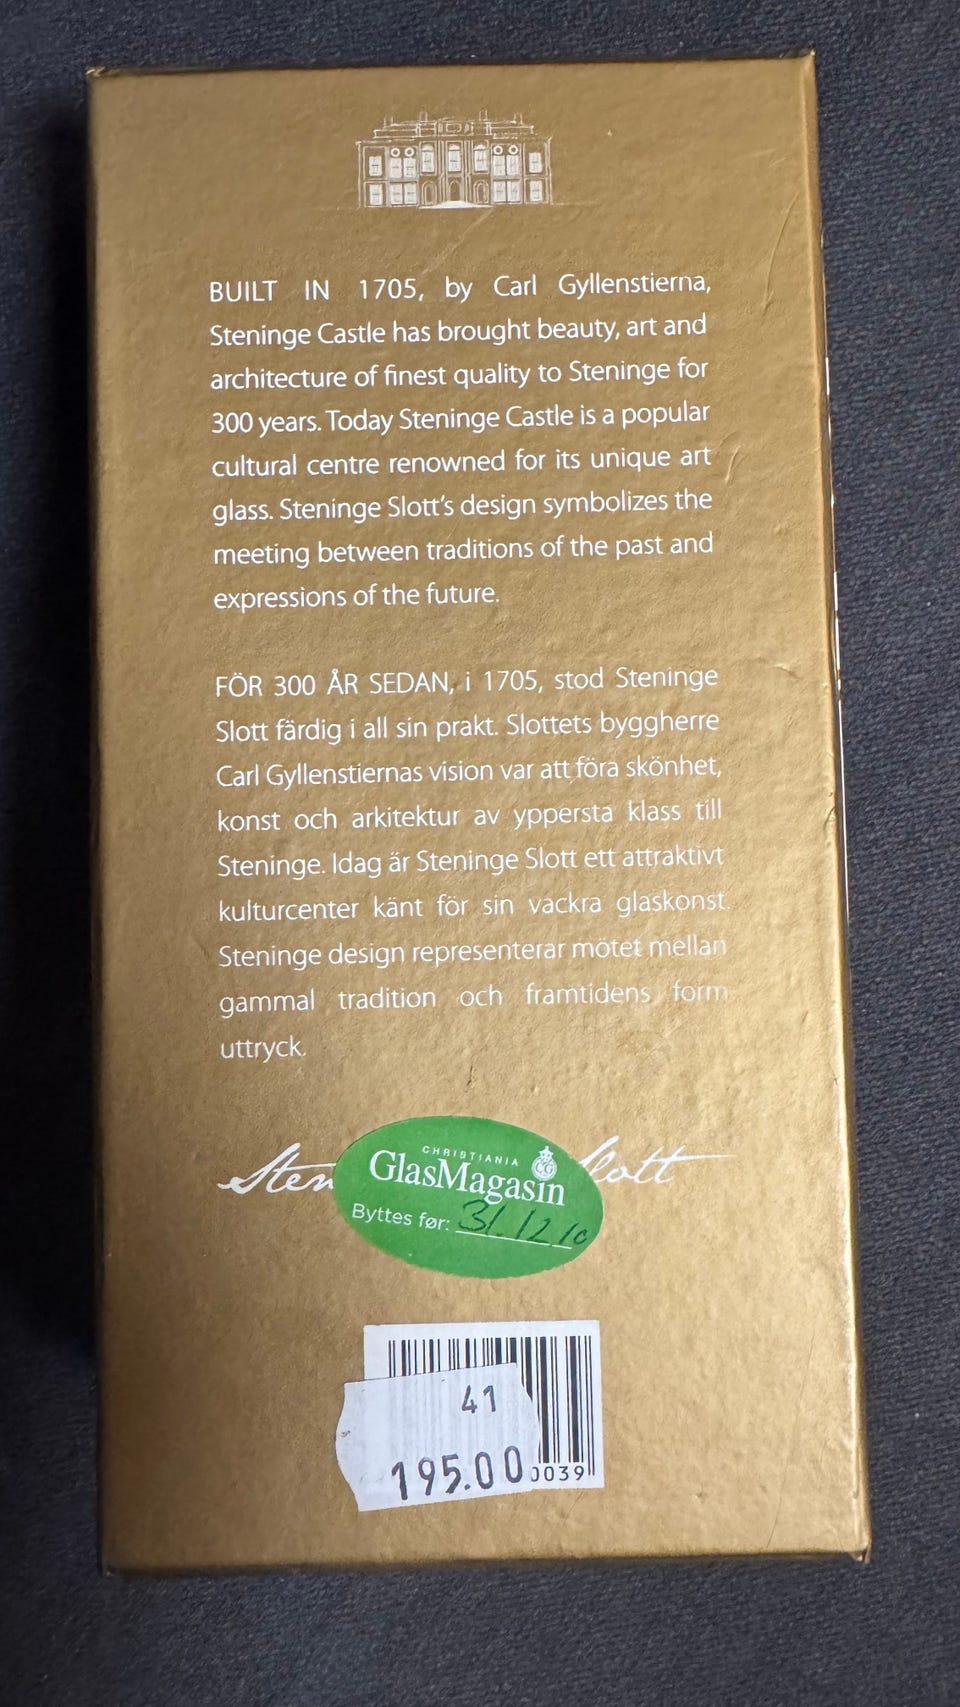 BUILT IN 1705, by Carl Gyllenstierna,
Steninge Castle has brought beauty, art and
architecture of finest quality to Steninge for
300 years. Today Steninge Castle is a popular
cultural centre renowned for its unique art
glass. Steninge Slott's design symbolizes the
meeting between traditions of the past and
expressions of the future.
FÖR 300 ÅR SEDAN, i 1705, stod Steninge
Slott färdig i all sin prakt. Slottets byggherre
Carl Gyllenstiernas vision var att föra skönhet,
konst och arkitektur av yppersta klass till
Steninge. Idag är Steninge Slott ett attraktivt
kulturcenter känt för sin vackra glaskonst.
Steninge design representerar mötet mellan
gammal tradition och framtidens form
uttryck.
CHRISTIANIA
CG
GlasMagasin
Byttes før: 31.12
41
195.00
0039